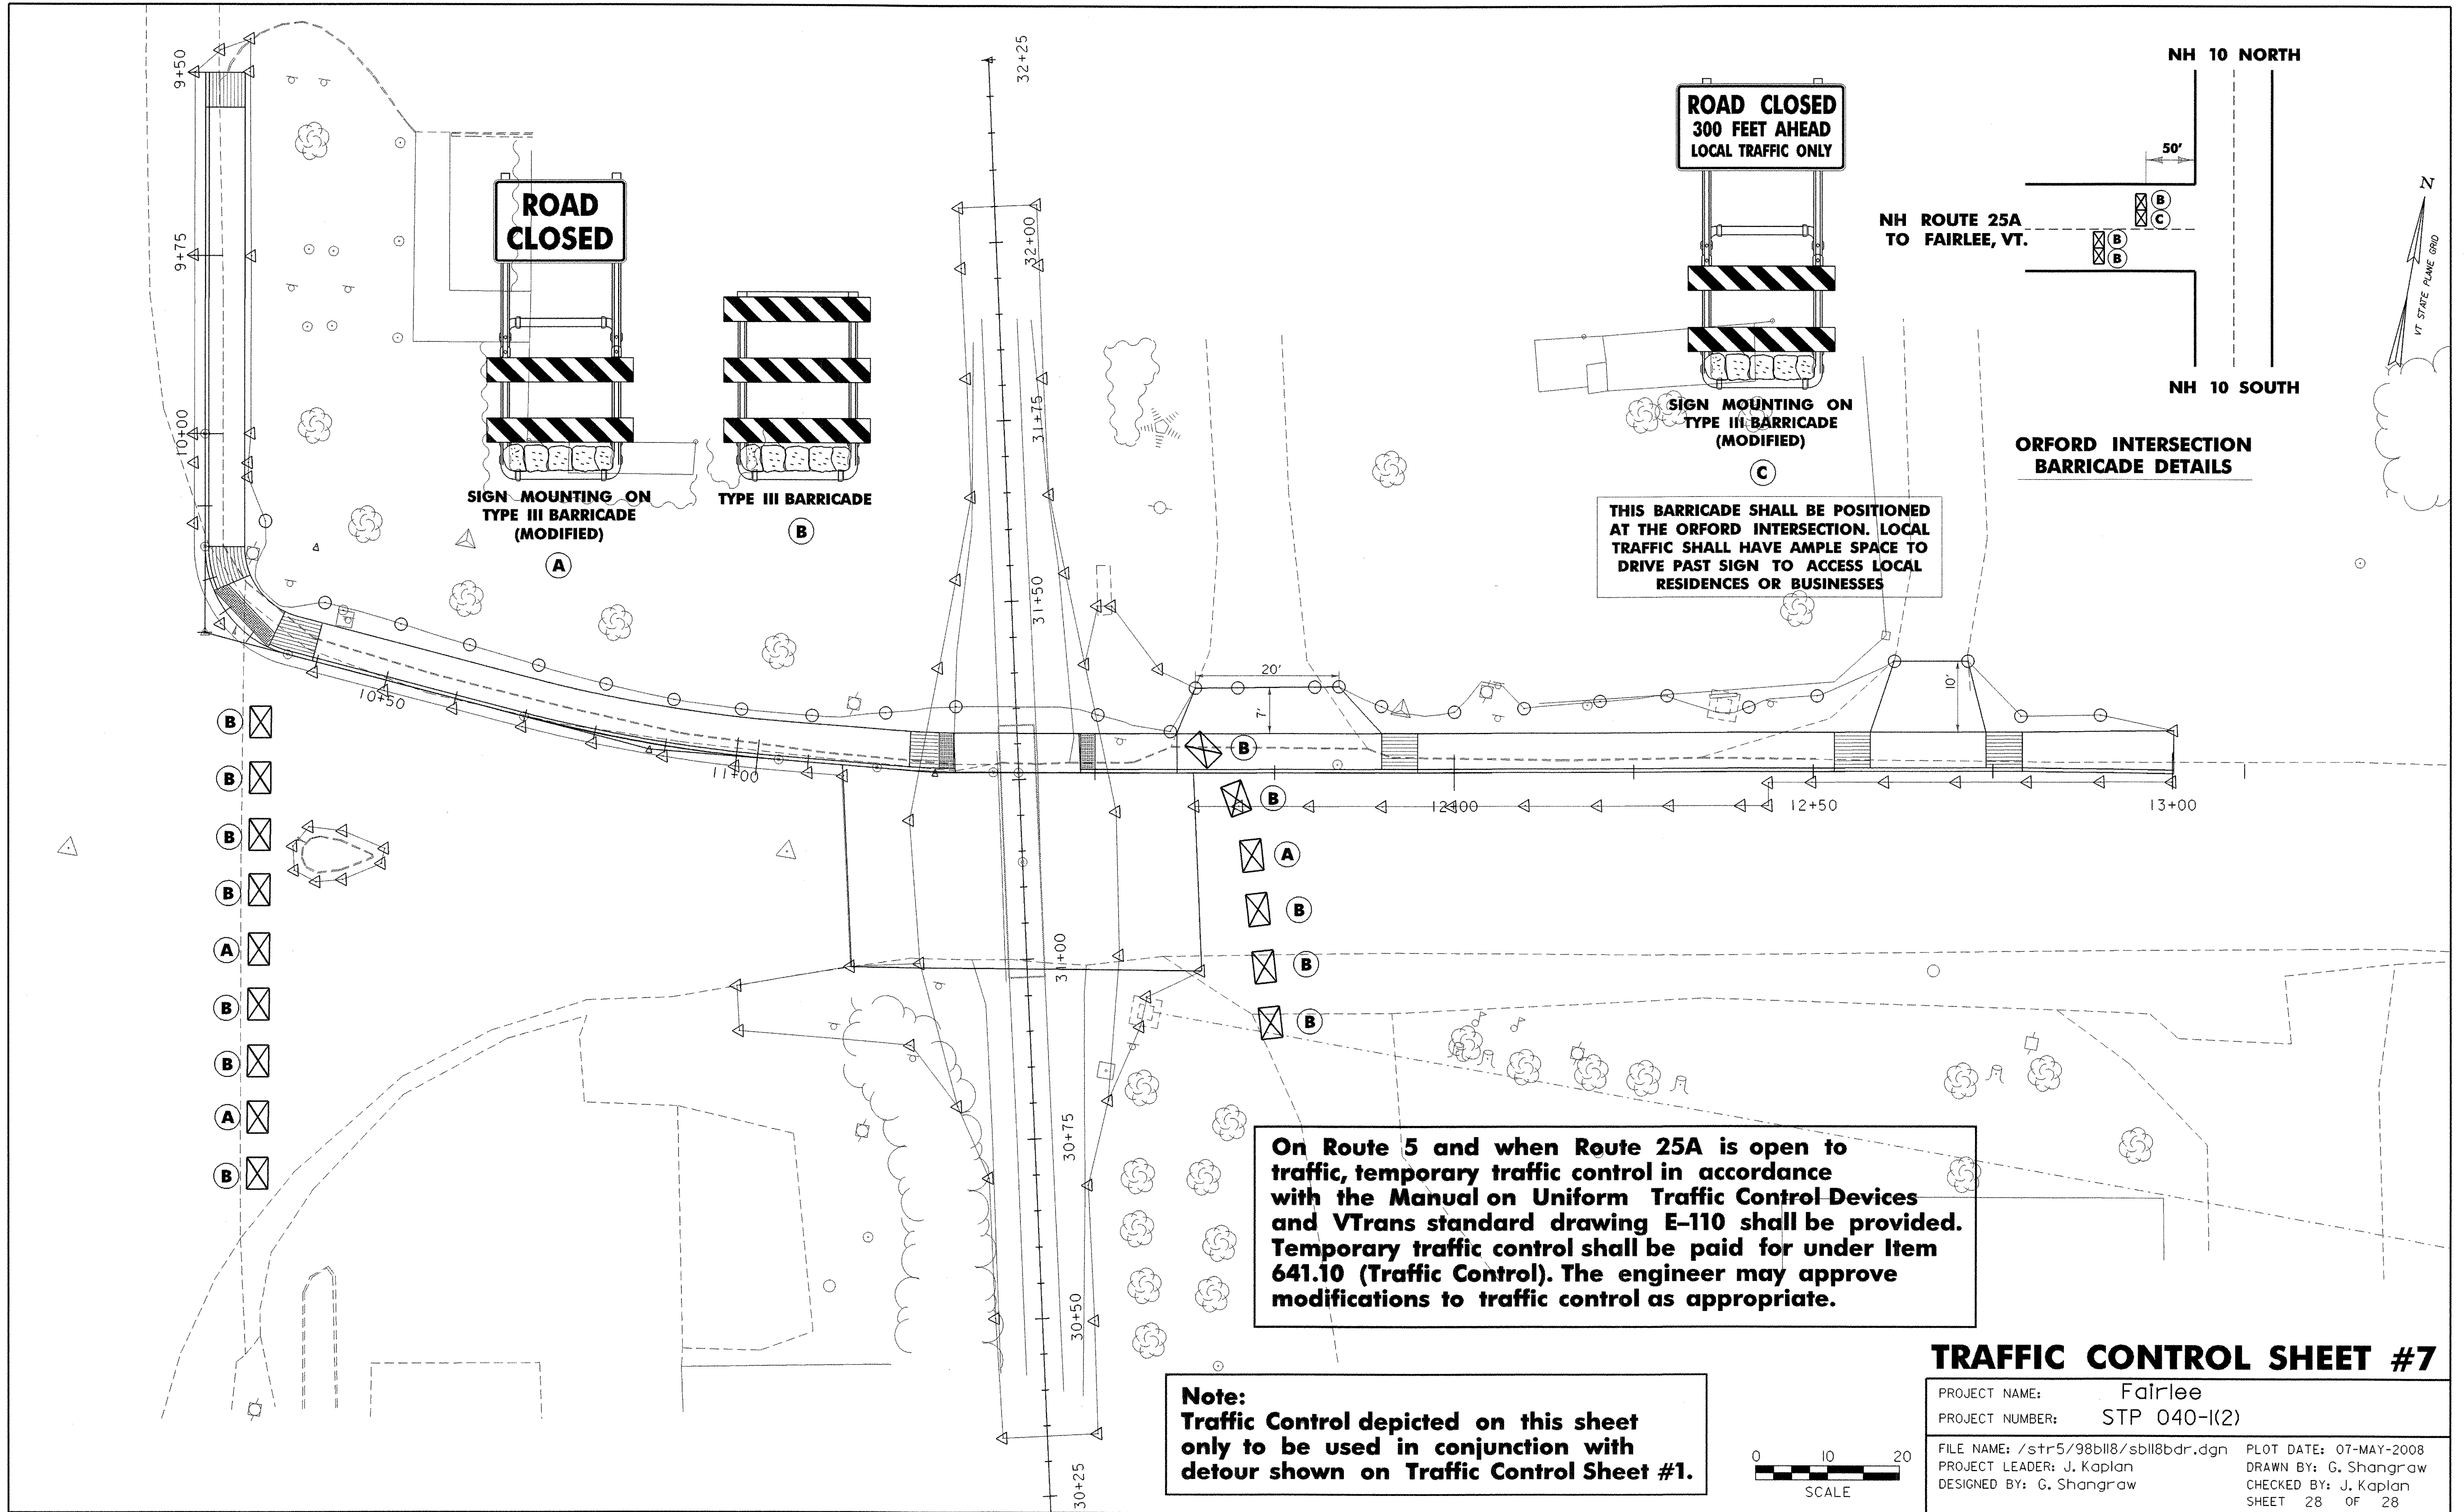 9+50
9+75
10+00
10+50
11+00
12+00
12+50
13+00
32+25
32+00
31+75
31+50
31+00
30+75
30+50
30+25
ROAD
CLOSED
SIGN MOUNTING ON
TYPE III BARRICADE
(MODIFIED)
A
TYPE III BARRICADE
B
ROAD CLOSED
300 FEET AHEAD
LOCAL TRAFFIC ONLY
SIGN MOUNTING ON
TYPE III BARRICADE
(MODIFIED)
C
THIS BARRICADE SHALL BE POSITIONED
AT THE ORFORD INTERSECTION. LOCAL
TRAFFIC SHALL HAVE AMPLE SPACE TO
DRIVE PAST SIGN TO ACCESS LOCAL
RESIDENCES OR BUSINESSES
NH 10 NORTH
50'
B
C
NH ROUTE 25A
TO FAIRLEE, VT.
B
B
NH 10 SOUTH
ORFORD INTERSECTION
BARRICADE DETAILS
N
VT STATE PLANE GRID
20'
7'
10'
B
B
B
B
A
B
B
A
B
B
B
A
B
B
B
On Route 5 and when Route 25A is open to
traffic, temporary traffic control in accordance
with the Manual on Uniform Traffic Control Devices
and VTrans standard drawing E-110 shall be provided.
Temporary traffic control shall be paid for under Item
641.10 (Traffic Control). The engineer may approve
modifications to traffic control as appropriate.
Note:
Traffic Control depicted on this sheet
only to be used in conjunction with
detour shown on Traffic Control Sheet #1.
0 10 20
SCALE
TRAFFIC CONTROL SHEET #7
PROJECT NAME: Fairlee
PROJECT NUMBER: STP 040-1(2)
FILE NAME: /str5/98b118/sb118bdr.dgn PLOT DATE: 07-MAY-2008
PROJECT LEADER: J. Kaplan DRAWN BY: G. Shangraw
DESIGNED BY: G. Shangraw CHECKED BY: J. Kaplan
SHEET 28 OF 28